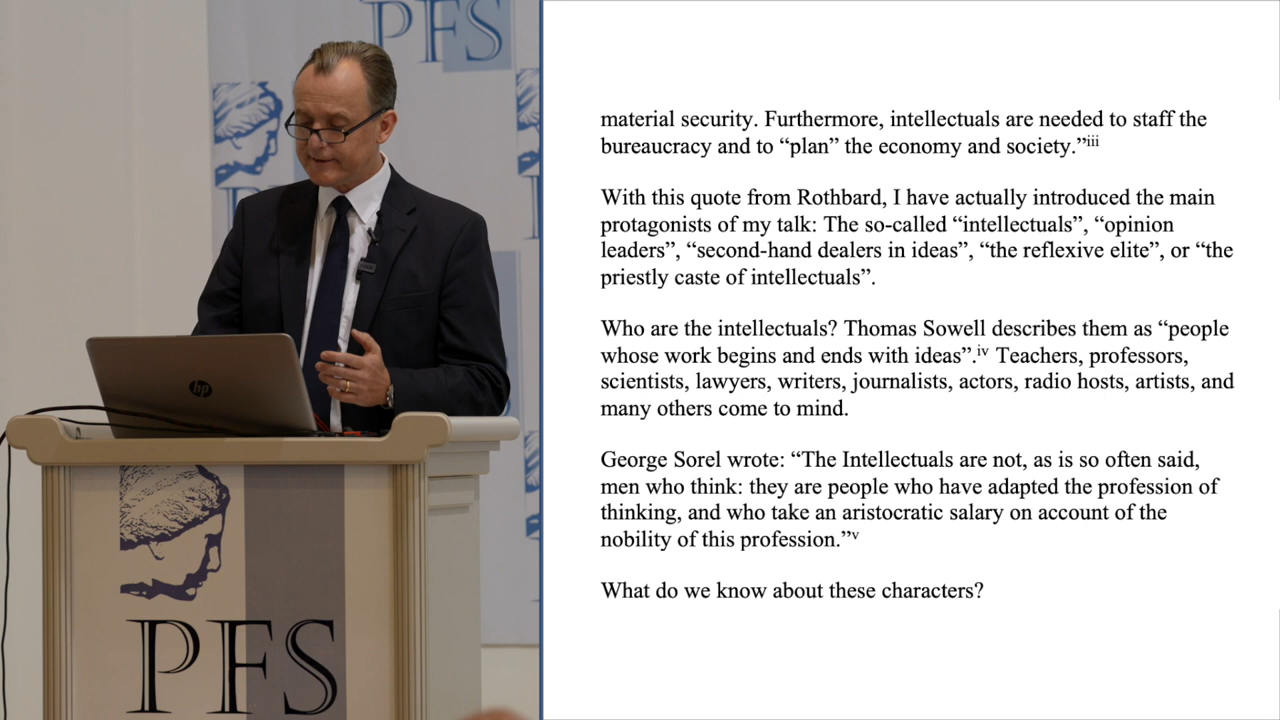 PFS
hp
PFS
material security. Furthermore, intellectuals are needed to staff the
bureaucracy and to “plan” the economy and society.”iii
With this quote from Rothbard, I have actually introduced the main
protagonists of my talk: The so-called “intellectuals”, “opinion
leaders”, “second-hand dealers in ideas”, “the reflexive elite”, or “the
priestly caste of intellectuals”.
Who are the intellectuals? Thomas Sowell describes them as “people
whose work begins and ends with ideas”.iv Teachers, professors,
scientists, lawyers, writers, journalists, actors, radio hosts, artists, and
many others come to mind.
George Sorel wrote: “The Intellectuals are not, as is so often said,
men who think: they are people who have adapted the profession of
thinking, and who take an aristocratic salary on account of the
nobility of this profession.”v
What do we know about these characters?